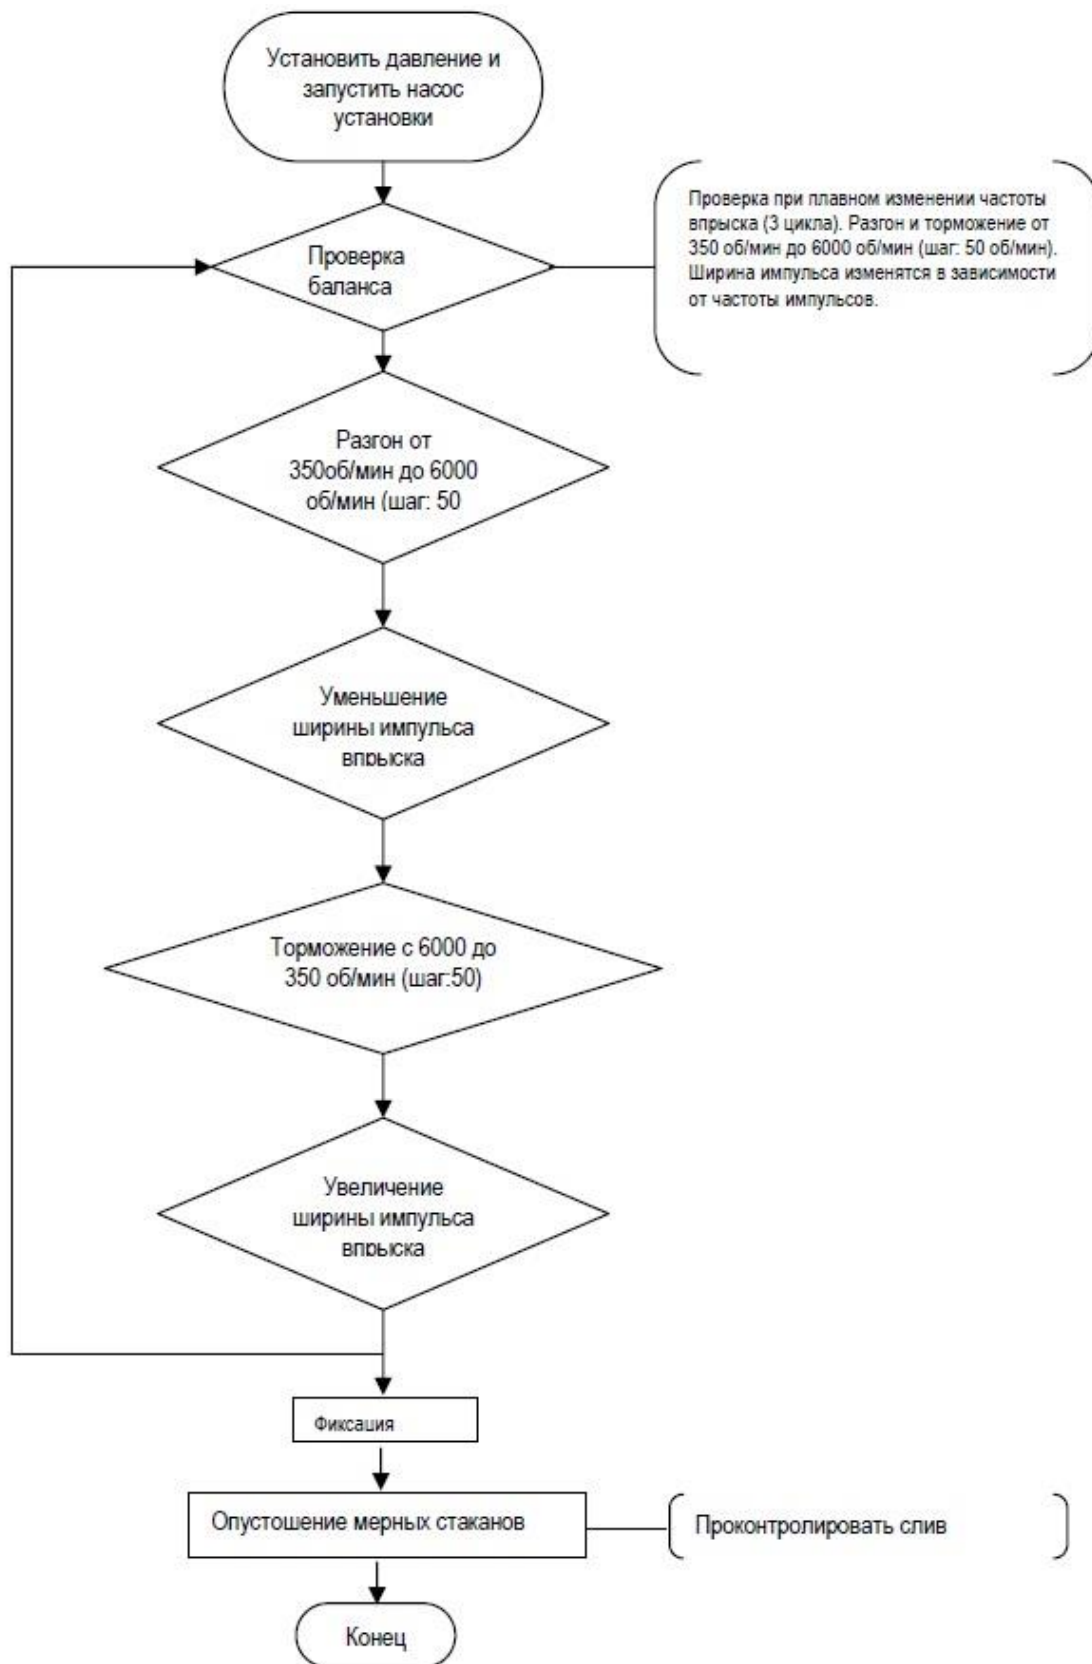 Установить давление и
запустить насос
установки
Проверка при плавном изменении частоты
впрыска (3 цикла). Разгон и торможение от
350 об/мин до 6000 об/мин (шаг: 50 об/мин).
Ширина импульса изменятся в зависимости
от частоты импульсов.
Проверка
баланса
Разгон от
350об/мин до 6000
об/мин (шаг: 50
Уменьшение
ширины импульса
впрыска
Торможение с 6000 до
350 об/мин (шаг:50)
Увеличение
ширины импульса
впрыска
Фиксация
Опустошение мерных стаканов
Проконтролировать слив
Конец